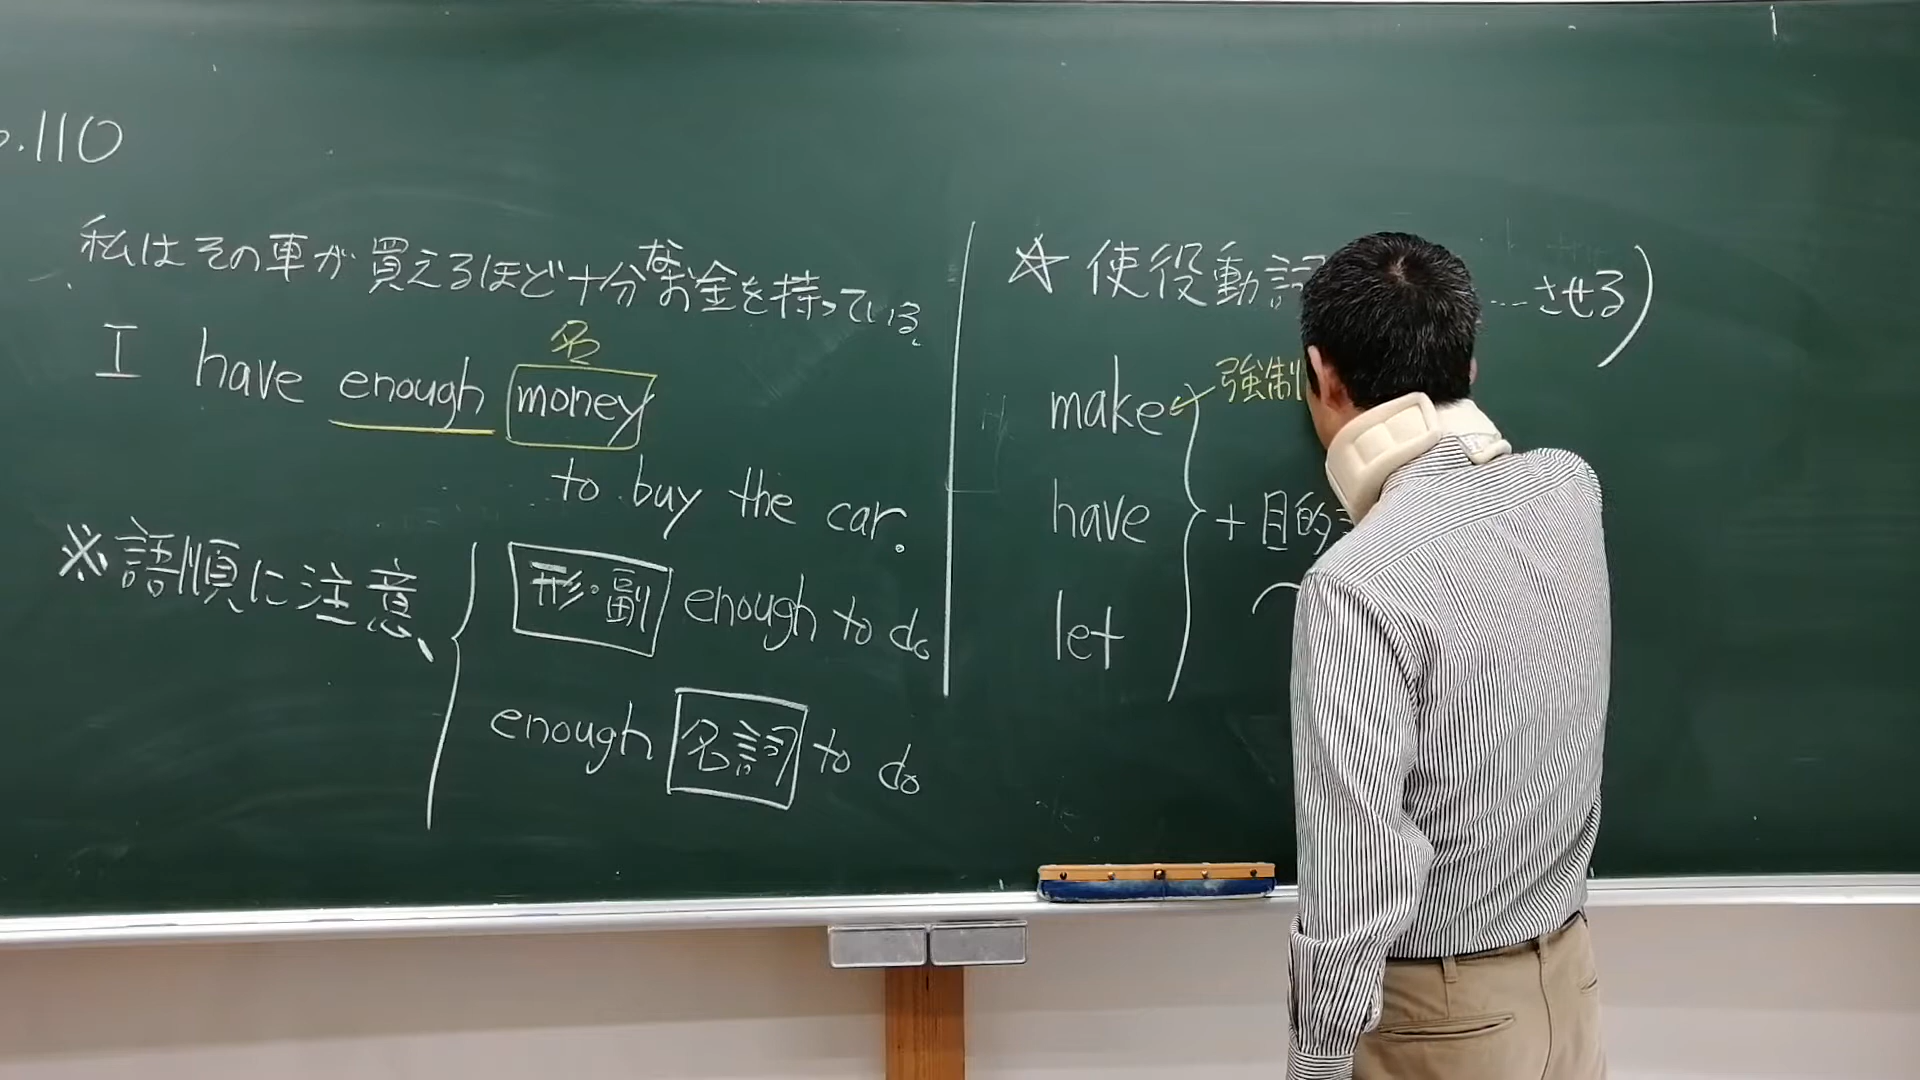 p.110
私はその車が買えるほど十分なお金を持っている。
名
I have enough money
to buy the car.
※語順に注意、
形・副 enough to do
enough 名詞 to do
☆ 使役動詞 ...させる)
make ← 強制
have + 目的
let